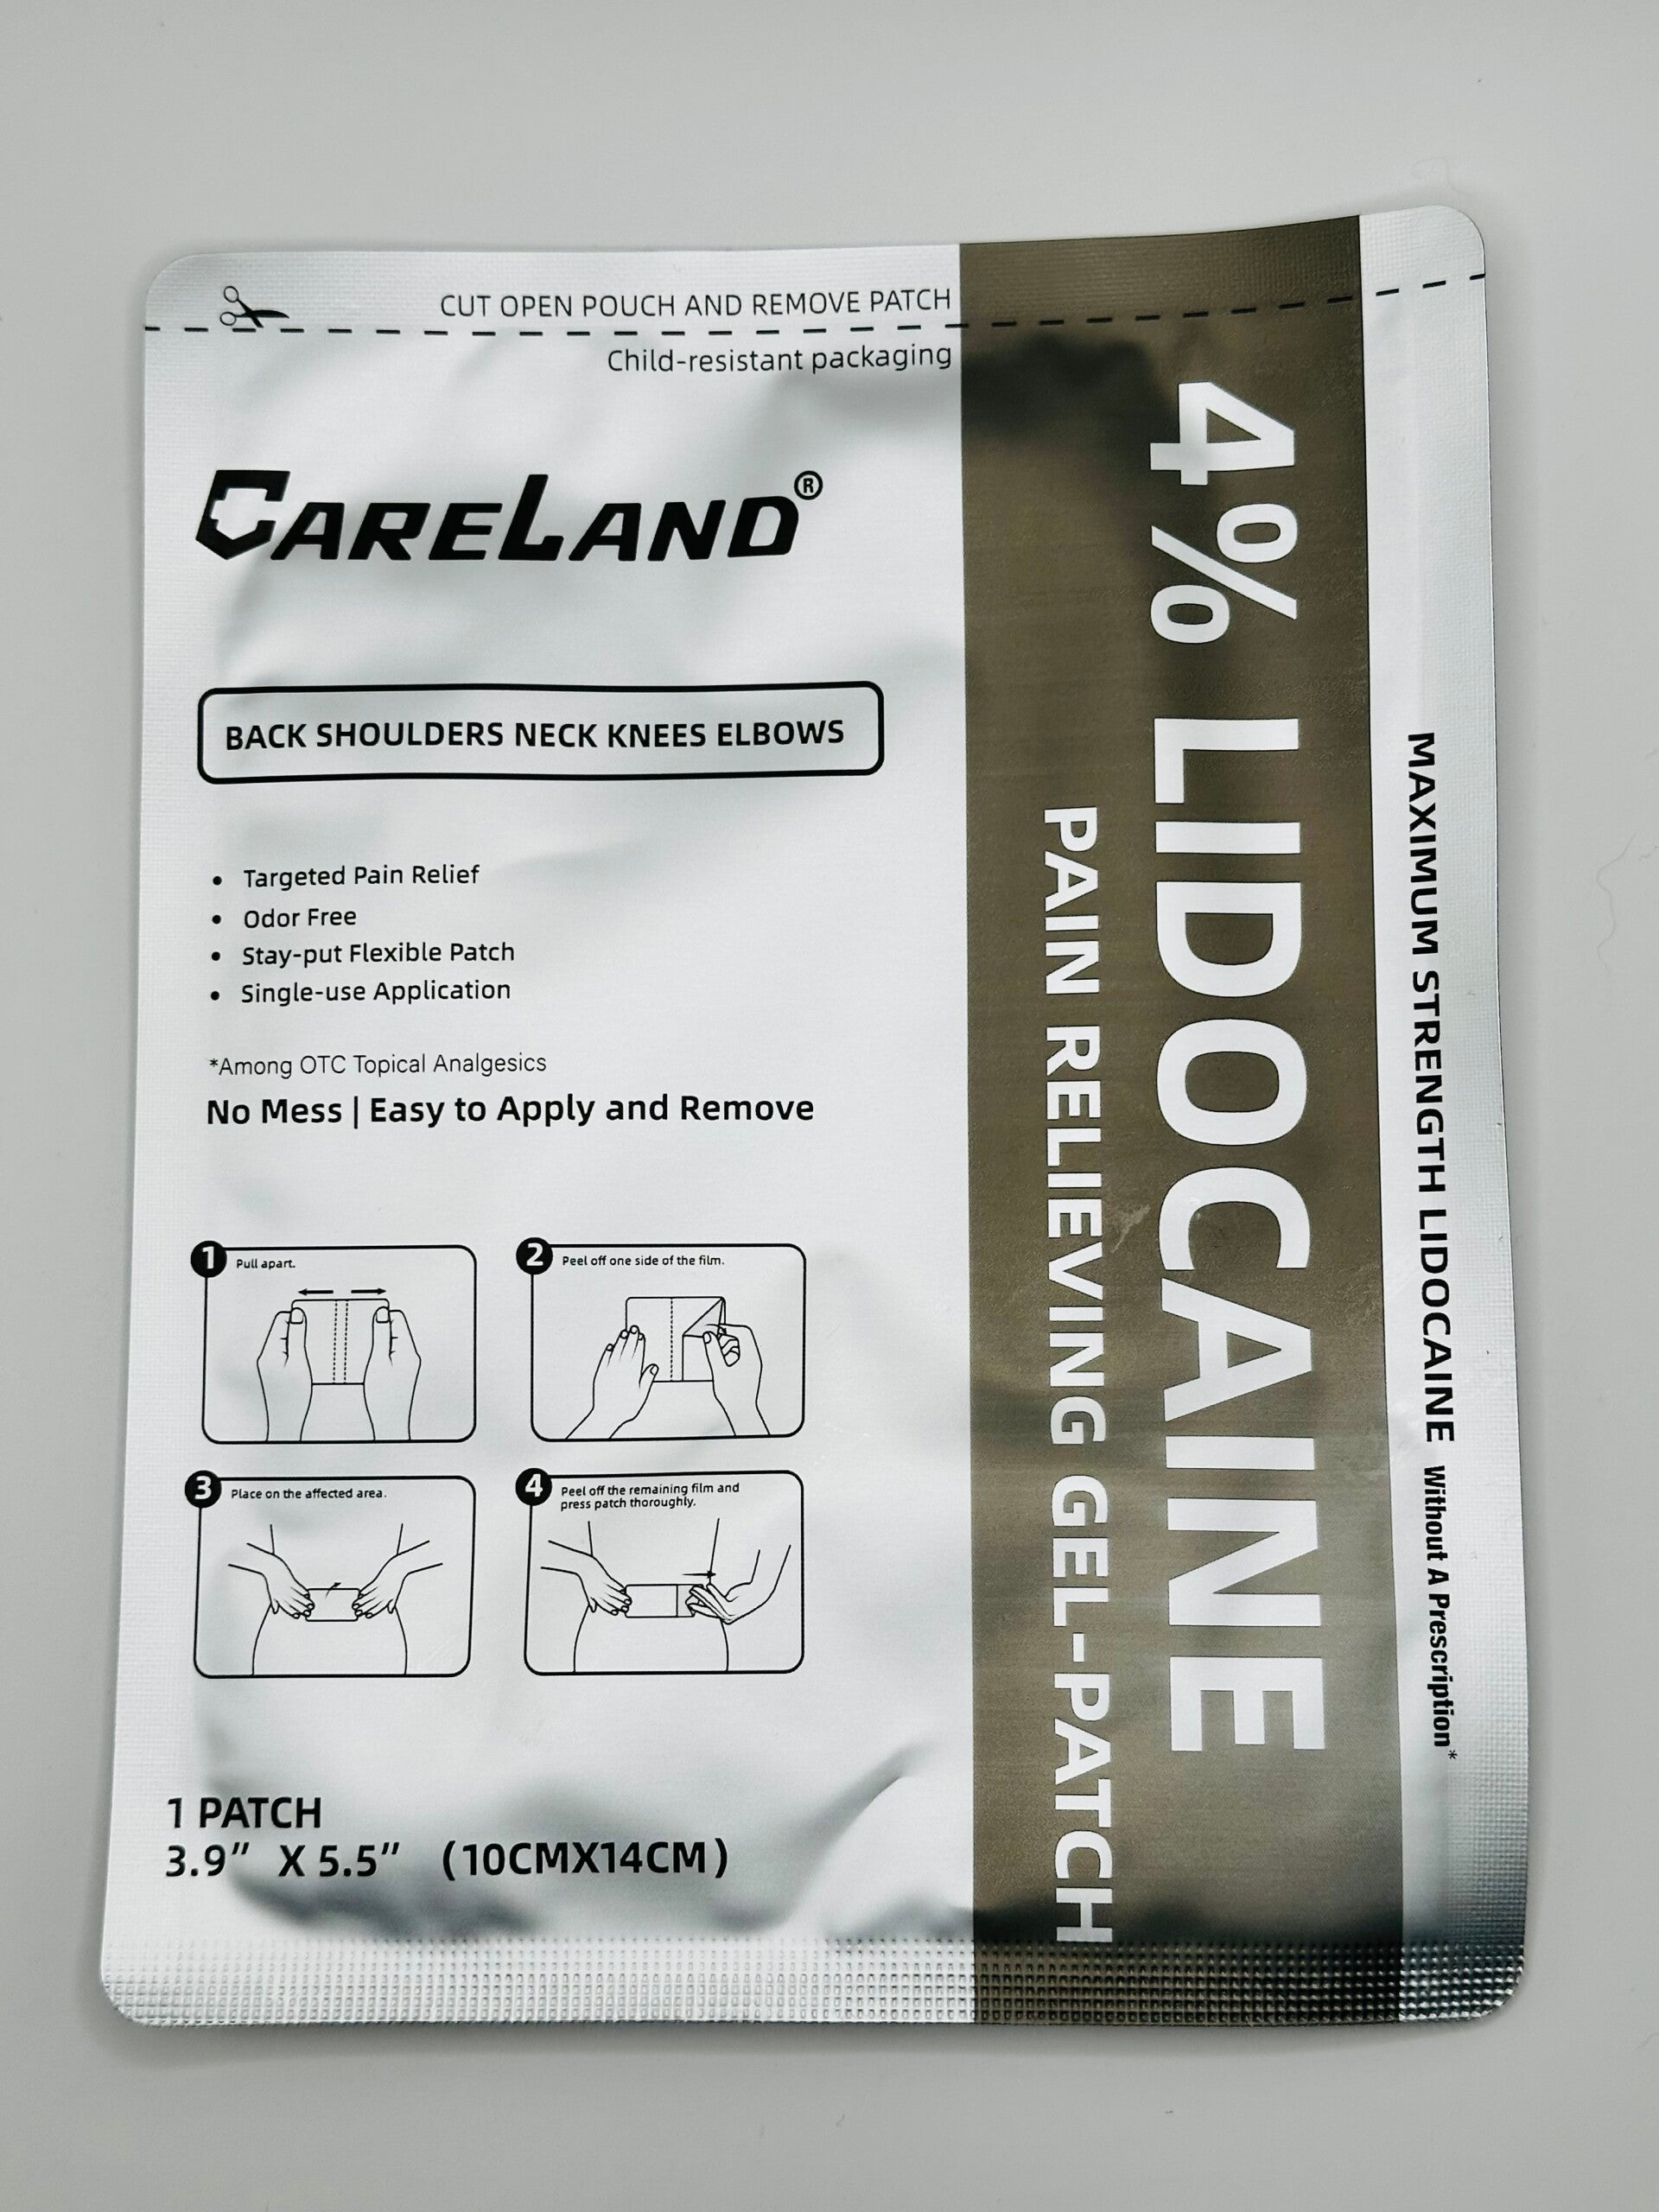 CUT OPEN POUCH AND REMOVE PATCH
Child-resistant packaging
CARELAND®
BACK SHOULDERS NECK KNEES ELBOWS
• Targeted Pain Relief
• Odor Free
• Stay-put Flexible Patch
• Single-use Application
*Among OTC Topical Analgesics
No Mess | Easy to Apply and Remove
1 Pull apart.
2 Peel off one side of the film.
3 Place on the affected area.
4 Peel off the remaining film and
press patch thoroughly.
1 PATCH
3.9" X 5.5" (10CMX14CM)
4% LIDOCAINE
PAIN RELIEVING GEL-PATCH
MAXIMUM STRENGTH LIDOCAINE Without A Prescription*